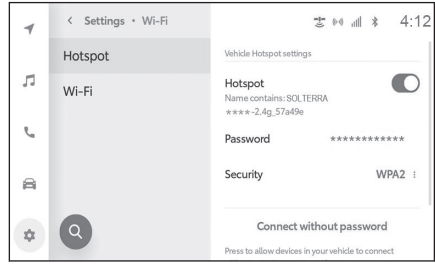 < Settings • Wi-Fi
4:12
Hotspot
Wi-Fi
Vehicle Hotspot settings
Hotspot
Name contains: SOLTERRA
****-2.4g_57a49e
Password ************
Security WPA2
Connect without password
Press to allow devices in your vehicle to connect